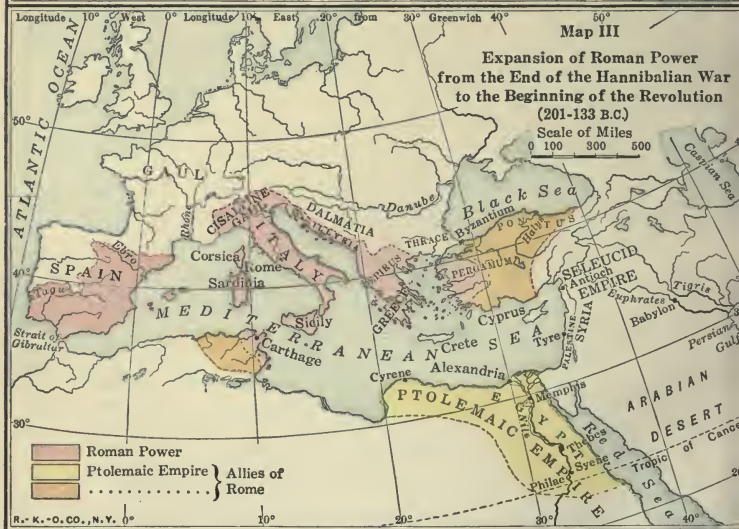 Longitude 10° West 0° Longitude 10° East 20° from 30° Greenwich 40° 50°
Map III
Expansion of Roman Power
from the End of the Hannibalian War
to the Beginning of the Revolution
(201-133 B.C.)
Scale of Miles
0 100 300 500
ATLANTIC OCEAN
50°
40°
30°
GAUL
Rhone
CISALPINE
GAUL
DALMATIA
ILLYRIA
Danube
Black Sea
Caspian Sea
THRACE
Byzantium
PONTUS
Halys
Ebro
SPAIN
Tagus
Corsica
Rome
ITALY
Sardinia
EPIRUS
PERGAMUM
GREECE
SELEUCID
Antioch
EMPIRE
SYRIA
Tigris
Euphrates
Babylon
Persian
Gulf
MEDITERRANEAN SEA
Sicily
Strait of
Gibraltar
Carthage
Crete
Cyprus
Tyre
PALESTINE
Cyrene
Alexandria
Memphis
PTOLEMAIC EMPIRE
EGYPT
Nile
Thebes
Syene
Philae
Red Sea
ARABIAN
DESERT
Tropic of Cancer
Roman Power
Ptolemaic Empire } Allies of
Rome
R.-K.-O.CO., N.Y. 0° 10° 20° 30° 40°